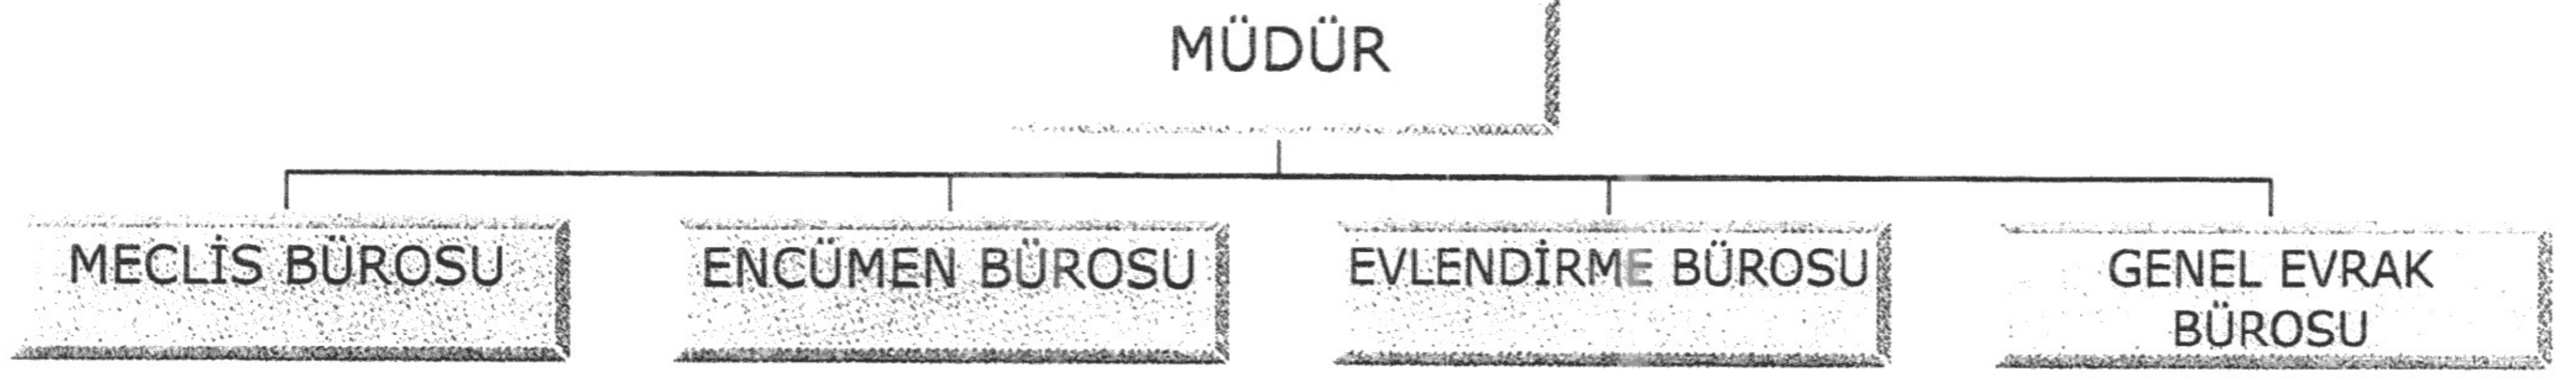 MÜDÜR
MECLİS BÜROSU
ENCÜMEN BÜROSU
EVLENDİRME BÜROSU
GENEL EVRAK
BÜROSU